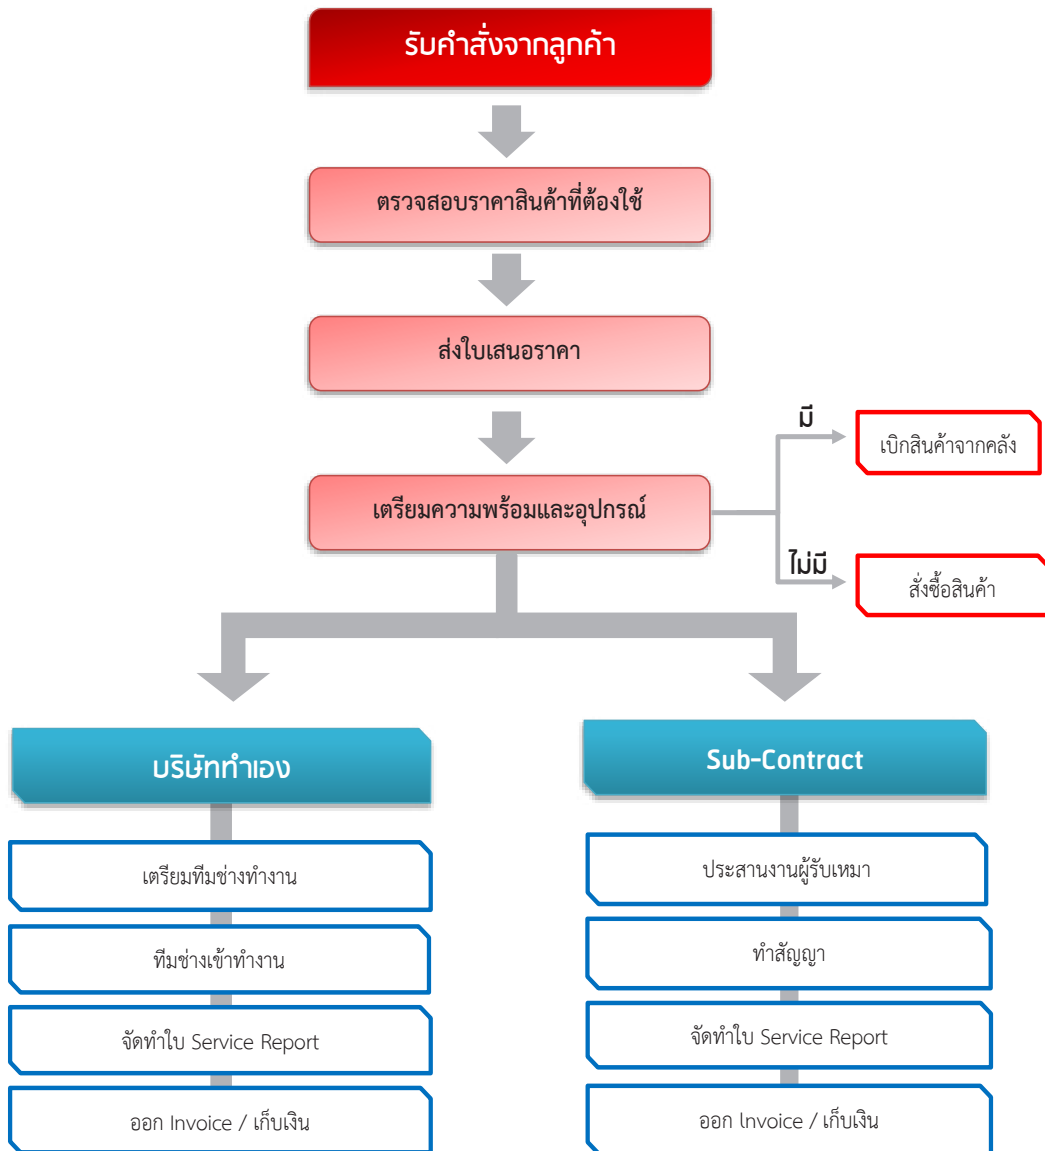 รับคำสั่งจากลูกค้า
ตรวจสอบราคาสินค้าที่ต้องใช้
ส่งใบเสนอราคา
มี
เบิกสินค้าจากคลัง
เตรียมความพร้อมและอุปกรณ์
ไม่มี
สั่งซื้อสินค้า
บริษัททำเอง
เตรียมทีมช่างทำงาน
ทีมช่างเข้าทำงาน
จัดทำใบ Service Report
ออก Invoice / เก็บเงิน
Sub-Contract
ประสานงานผู้รับเหมา
ทำสัญญา
จัดทำใบ Service Report
ออก lnvoice / เก็บเงิน